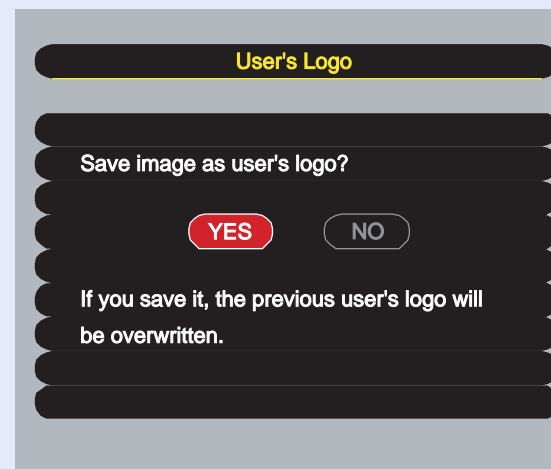 User's Logo
Save image as user's logo?
YES NO
If you save it, the previous user's logo will
be overwritten.